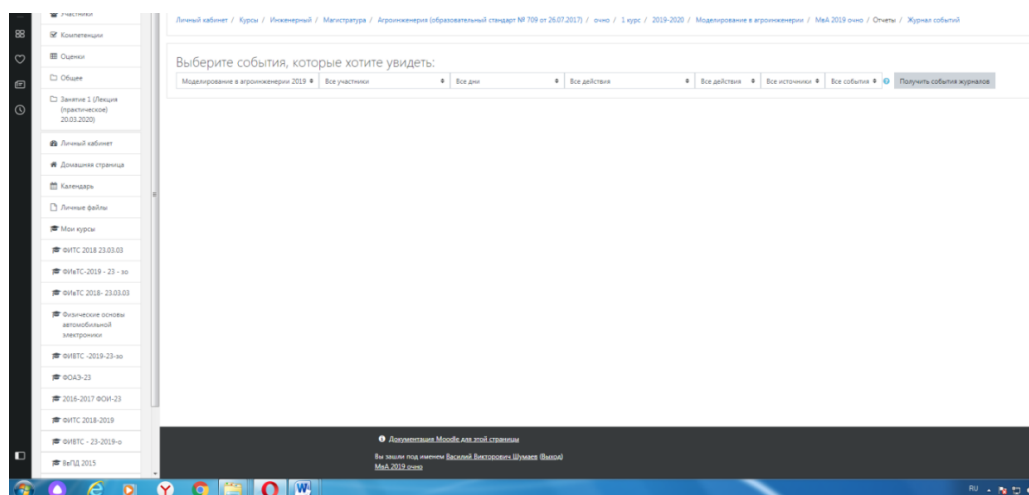 Участники
Компетенции
Оценки
Общее
Занятие 1 (Лекция
(практическое)
20.03.2020)
Личный кабинет
Домашняя страница
Календарь
Личные файлы
Мои курсы
ФИТС 2018 23.03.03
ФИвТС-2019 - 23 - зо
ФИвТС 2018- 23.03.03
Физические основы
автомобильной
электроники
ФИВТС -2019-23-зо
ФОАЭ-23
2016-2017 ФОИ-23
ФИТС 2018-2019
ФИВТС - 23-2019-о
ВвПД 2015
Личный кабинет / Курсы / Инженерный / Магистратура / Агроинженерия (образовательный стандарт № 709 от 26.07.2017) / очно / 1 курс / 2019-2020 / Моделирование в агроинженерии / МвА 2019 очно / Отчеты / Журнал событий
Выберите события, которые хотите увидеть:
Моделирование в агроинженерии 2019 Все участники Все дни Все действия Все действия Все источники Все события Получить события журналов
Документация Moodle для этой страницы
Вы зашли под именем Василий Викторович Шумаев (Выход)
МвА 2019 очно
RU